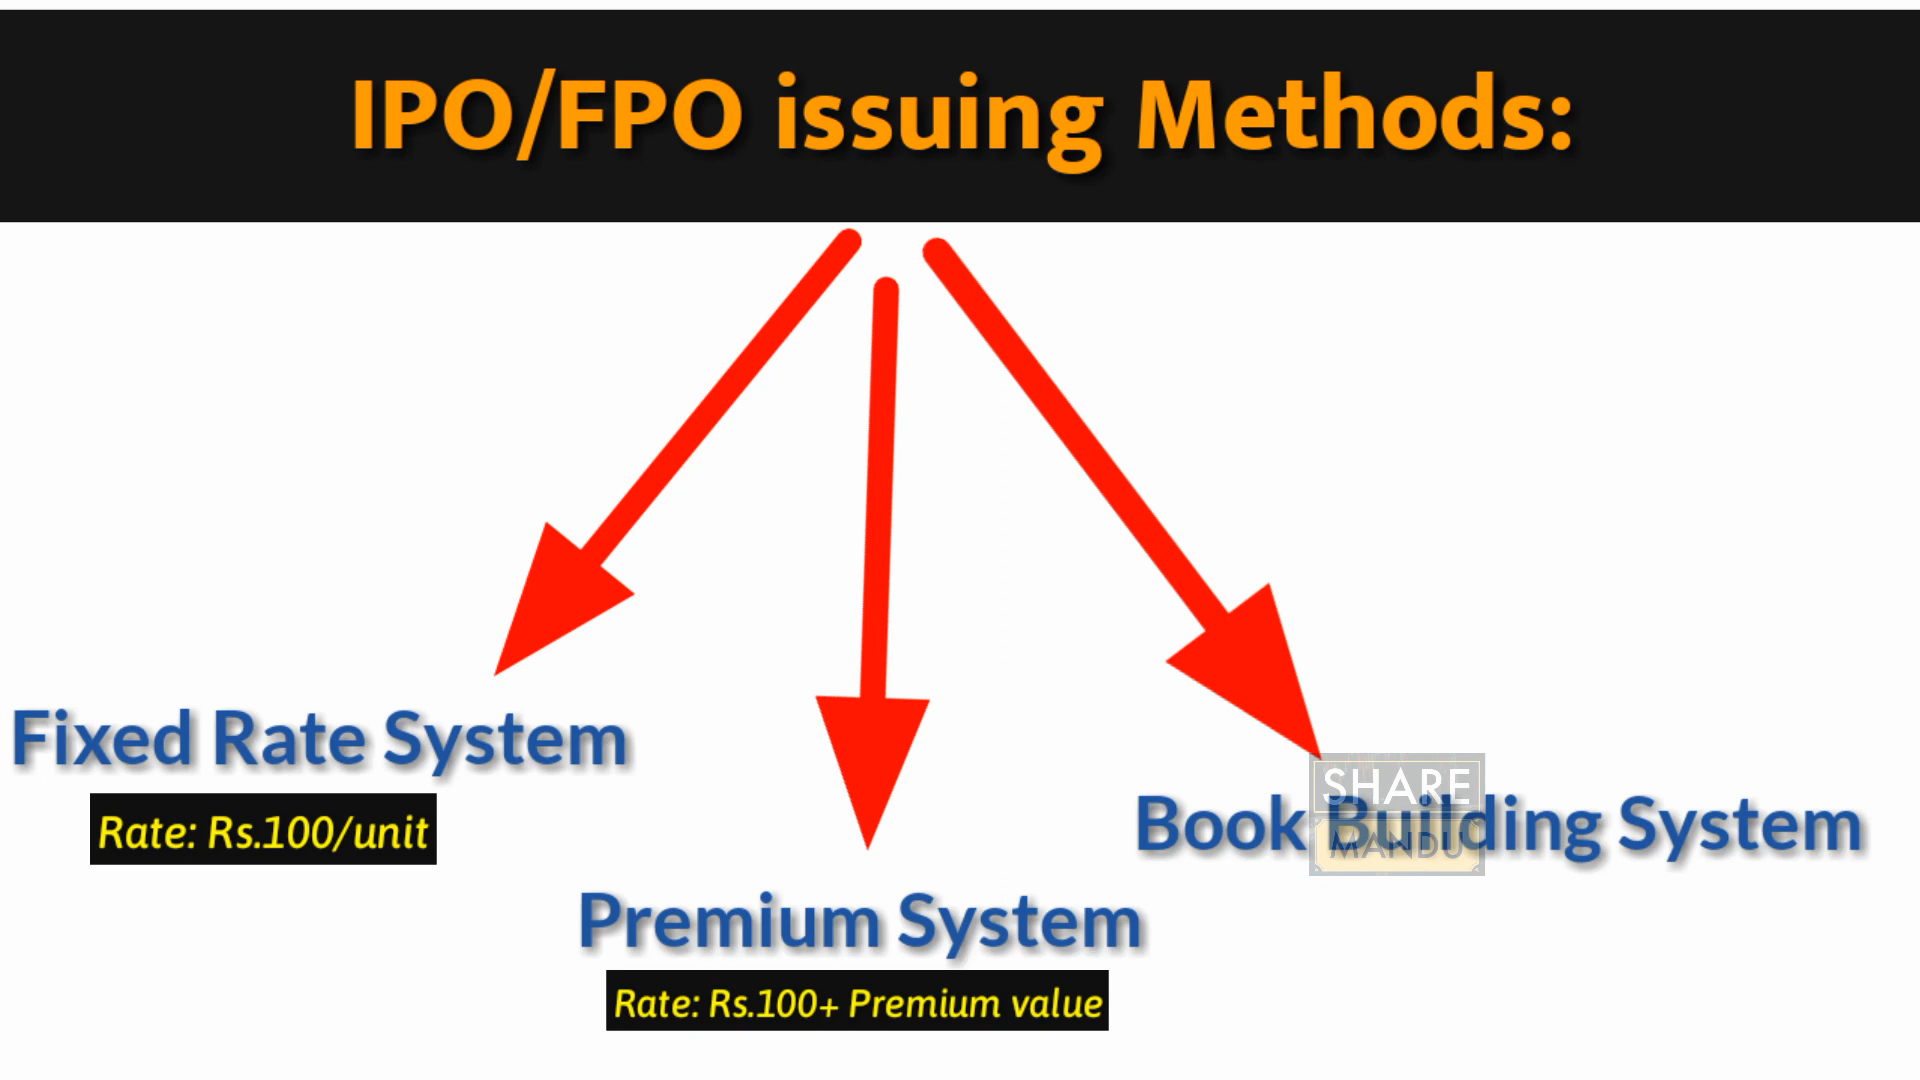 IPO/FPO issuing Methods:
Fixed Rate System
Rate: Rs.100/unit
Premium System
Rate: Rs.100+ Premium value
Book Building System
SHARE
MANDU